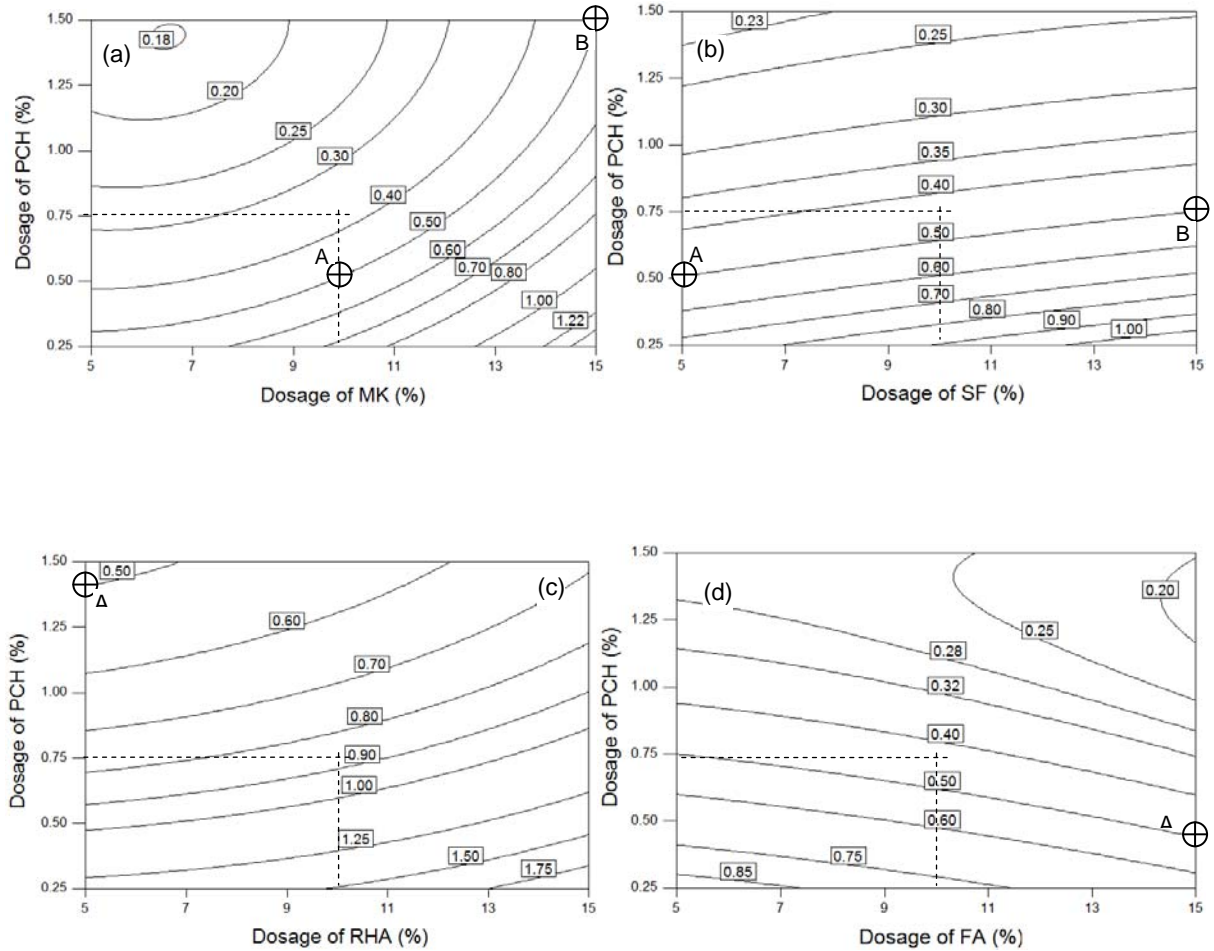 1.50
1.25
1.00
0.75
0.50
0.25
Dosage of PCH (%)
(a)
0.18
0.20
0.25
0.30
0.40
0.50
0.60
0.70
0.80
1.00
1.22
A
B
5 7 9 11 13 15
Dosage of MK (%)
1.50
1.25
1.00
0.75
0.50
0.25
Dosage of PCH (%)
(b)
0.23
0.25
0.30
0.35
0.40
0.50
0.60
0.70
0.80
0.90
1.00
A
B
5 7 9 11 13 15
Dosage of SF (%)
1.50
1.25
1.00
0.75
0.50
0.25
Dosage of PCH (%)
(c)
0.50
0.60
0.70
0.80
0.90
1.00
1.25
1.50
1.75
Δ
5 7 9 11 13 15
Dosage of RHA (%)
1.50
1.25
1.00
0.75
0.50
0.25
Dosage of PCH (%)
(d)
0.20
0.25
0.28
0.32
0.40
0.50
0.60
0.75
0.85
Δ
5 7 9 11 13 15
Dosage of FA (%)